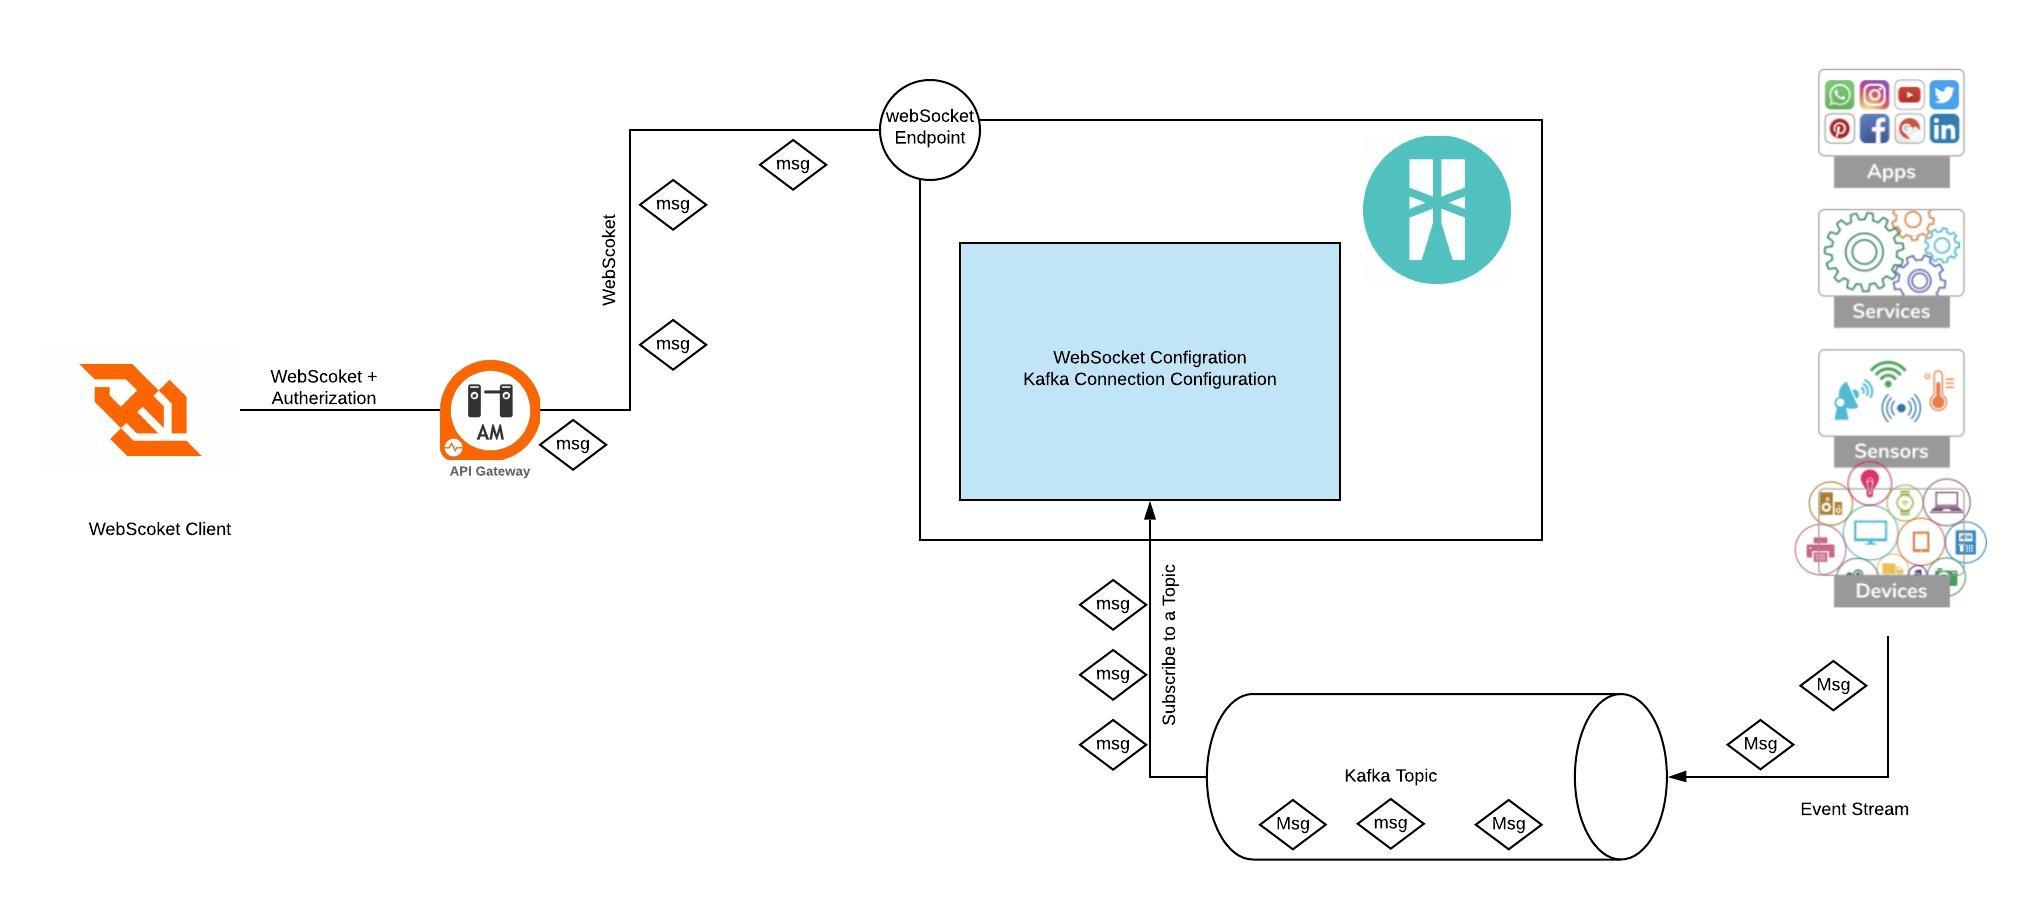 webSocket
Endpoint
msg
msg
WebScoket
msg
WebScoket +
Autherization
AM
msg
API Gateway
WebScoket Client
WebSocket Configration
Kafka Connection Configuration
Apps
Services
Sensors
Devices
msg
msg
msg
Subscribe to a Topic
Msg
Msg
Kafka Topic
Msg
msg
Msg
Event Stream